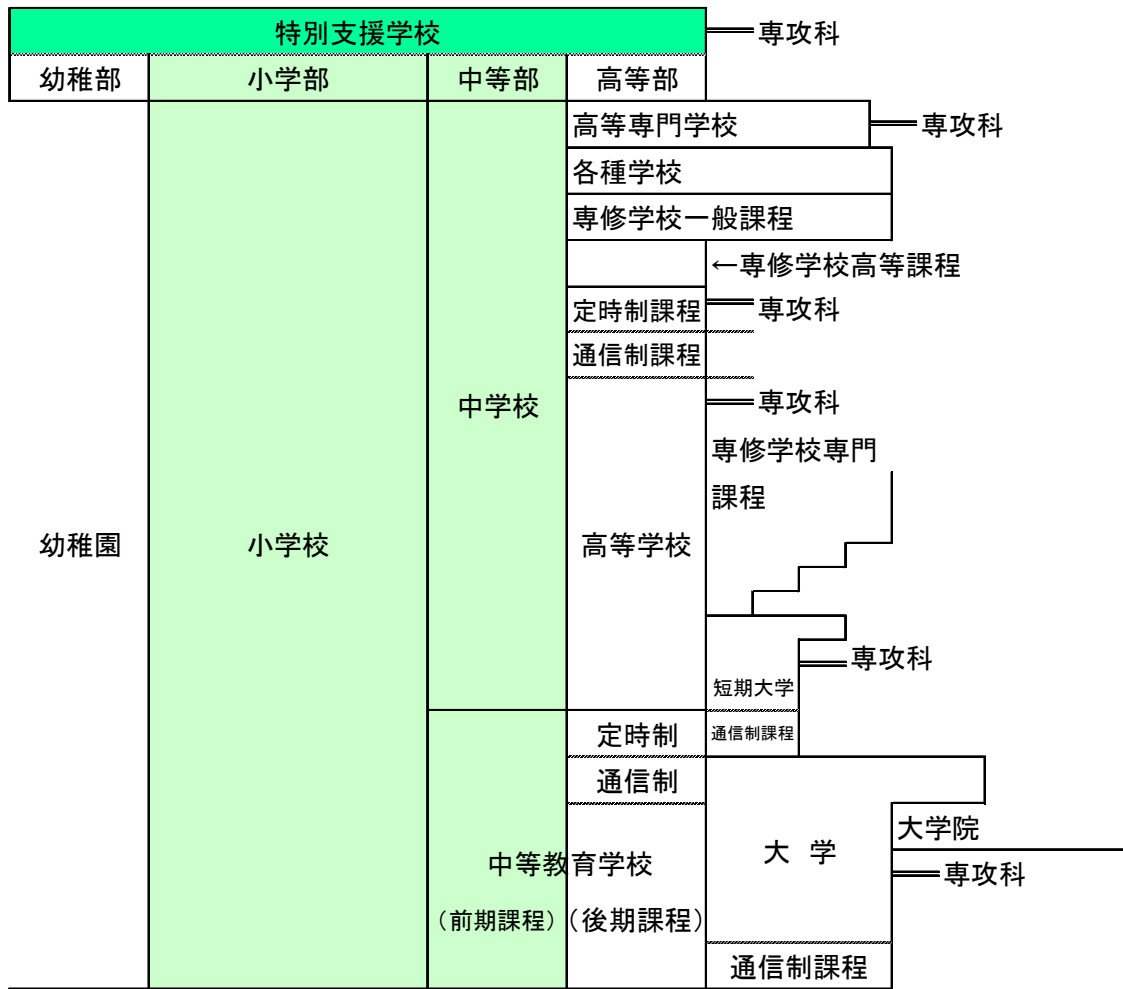 特別支援学校
専攻科
幼稚部
小学部
中等部
高等部
高等専門学校
専攻科
各種学校
専修学校一般課程
←専修学校高等課程
定時制課程
専攻科
通信制課程
中学校
専攻科
専修学校専門
課程
幼稚園
小学校
高等学校
専攻科
短期大学
定時制
通信制課程
通信制
大学院
大 学
中等教育学校
専攻科
（前期課程）
（後期課程）
通信制課程